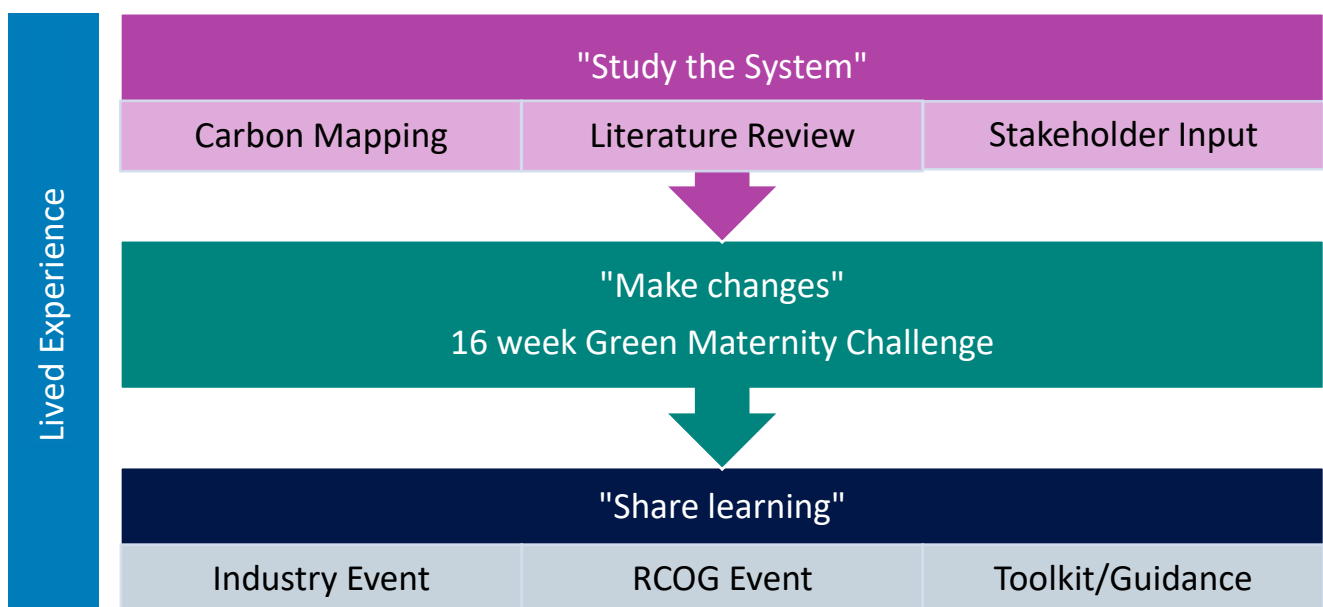 Lived Experience
"Study the System"
Carbon Mapping
Literature Review
Stakeholder Input
"Make changes"
16 week Green Maternity Challenge
"Share learning"
Industry Event
RCOG Event
Toolkit/Guidance